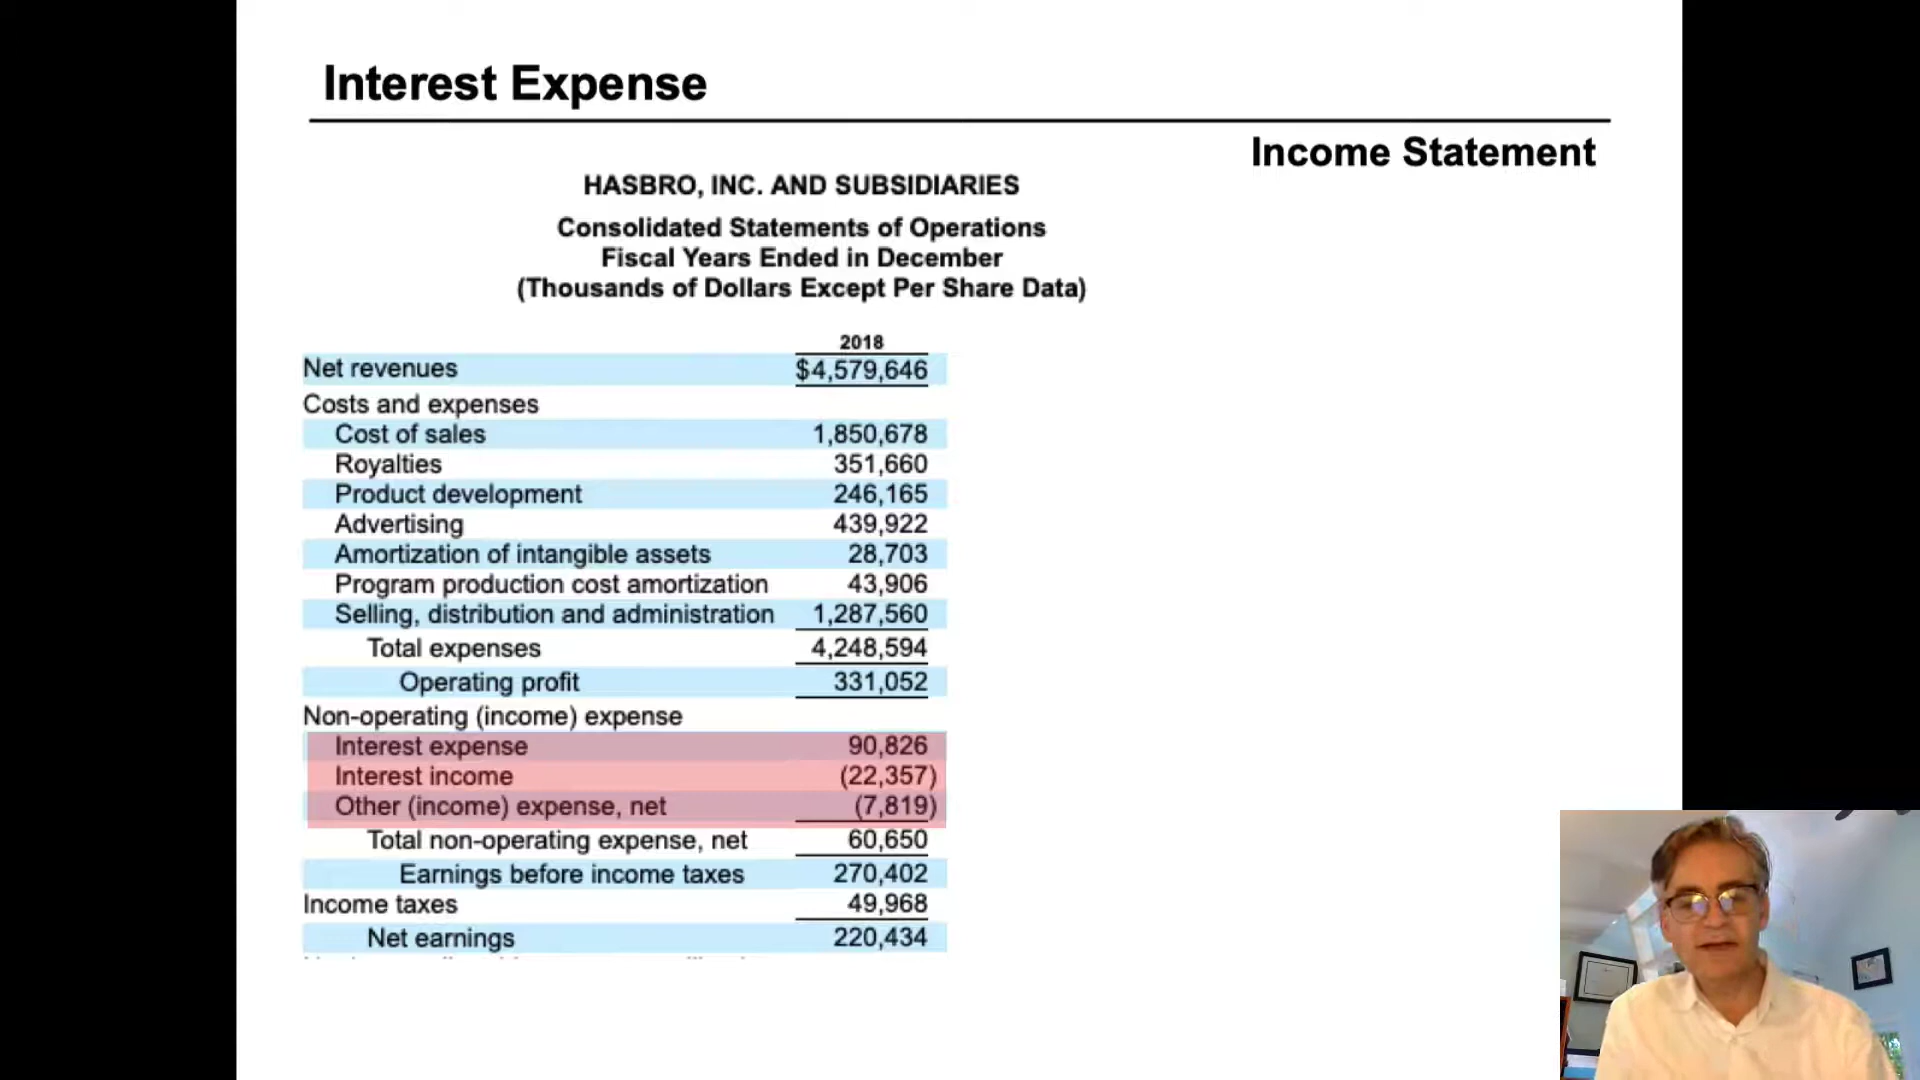 Interest Expense
Income Statement
HASBRO, INC. AND SUBSIDIARIES
Consolidated Statements of Operations
Fiscal Years Ended in December
(Thousands of Dollars Except Per Share Data)
2018
Net revenues $4,579,646
Costs and expenses
Cost of sales 1,850,678
Royalties 351,660
Product development 246,165
Advertising 439,922
Amortization of intangible assets 28,703
Program production cost amortization 43,906
Selling, distribution and administration 1,287,560
Total expenses 4,248,594
Operating profit 331,052
Non-operating (income) expense
Interest expense 90,826
Interest income (22,357)
Other (income) expense, net (7,819)
Total non-operating expense, net 60,650
Earnings before income taxes 270,402
Income taxes 49,968
Net earnings 220,434